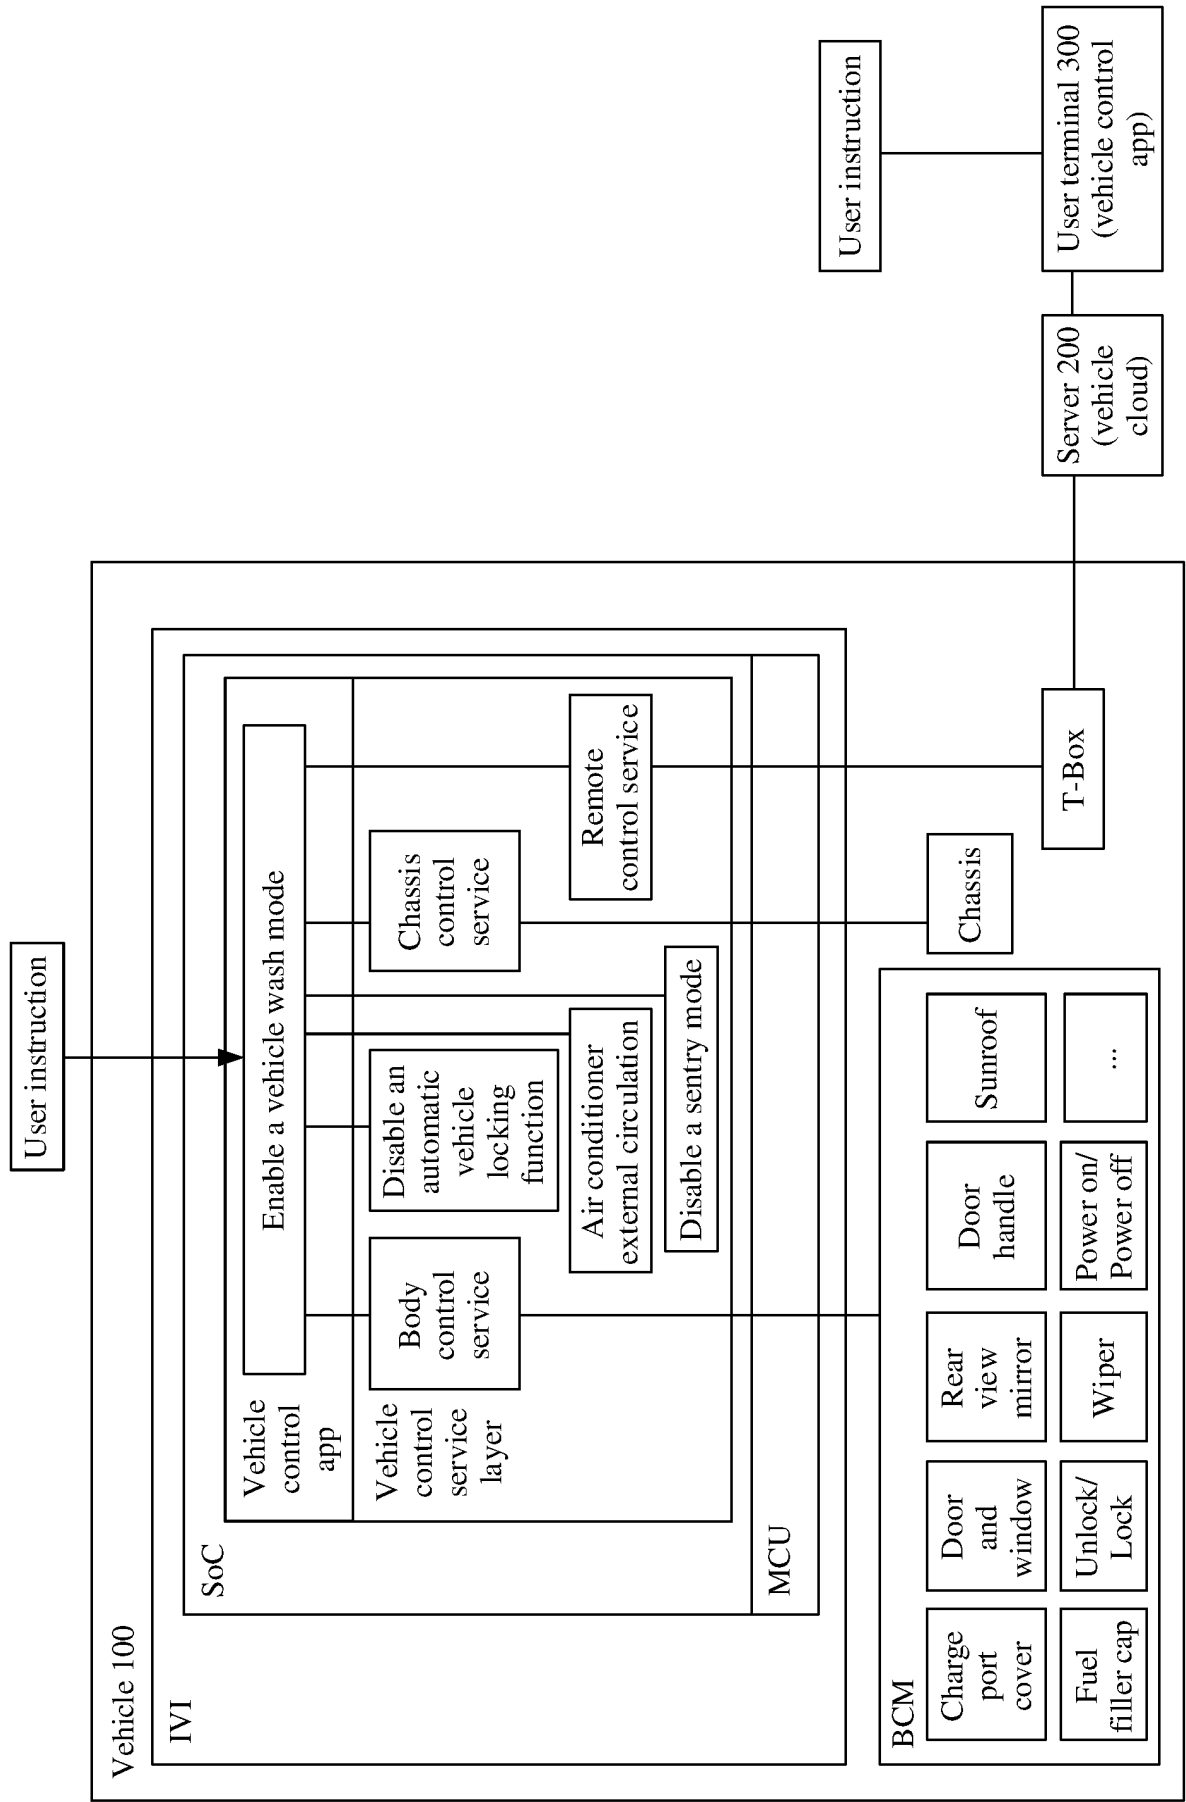 User instruction
Vehicle 100
IVI
SoC
Vehicle
control
app
Enable a vehicle wash mode
Vehicle
control
service
layer
Body
control
service
Disable an
automatic
vehicle
locking
function
Chassis
control
service
Air conditioner
external circulation
Remote
control service
Disable a sentry mode
MCU
BCM
Charge
port
cover
Door
and
window
Rear
view
mirror
Door
handle
Sunroof
Fuel
filler cap
Unlock/
Lock
Wiper
Power on/
Power off
...
Chassis
T-Box
Server 200
(vehicle
cloud)
User instruction
User terminal 300
(vehicle control
app)